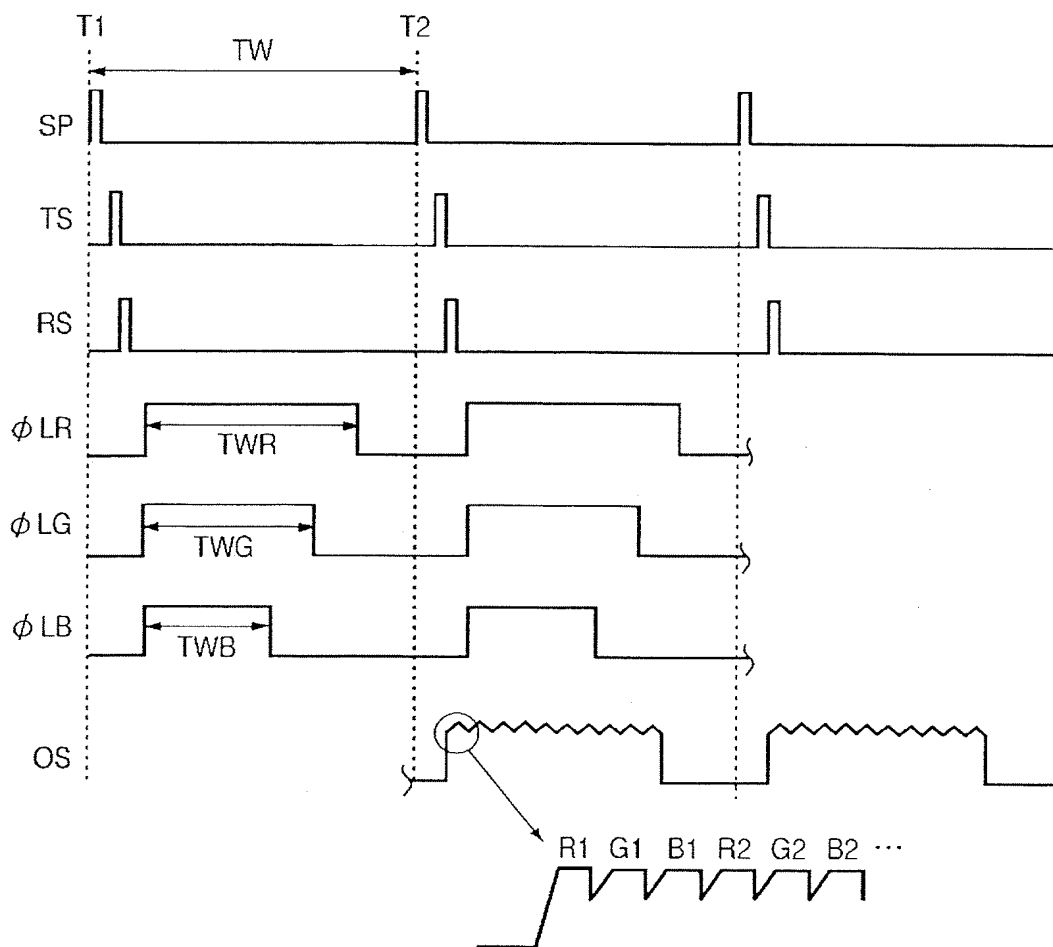 T1 T2
TW
SP
TS
RS
ϕLR
TWR
ϕLG
TWG
ϕLB
TWB
OS
R1 G1 B1 R2 G2 B2 ···